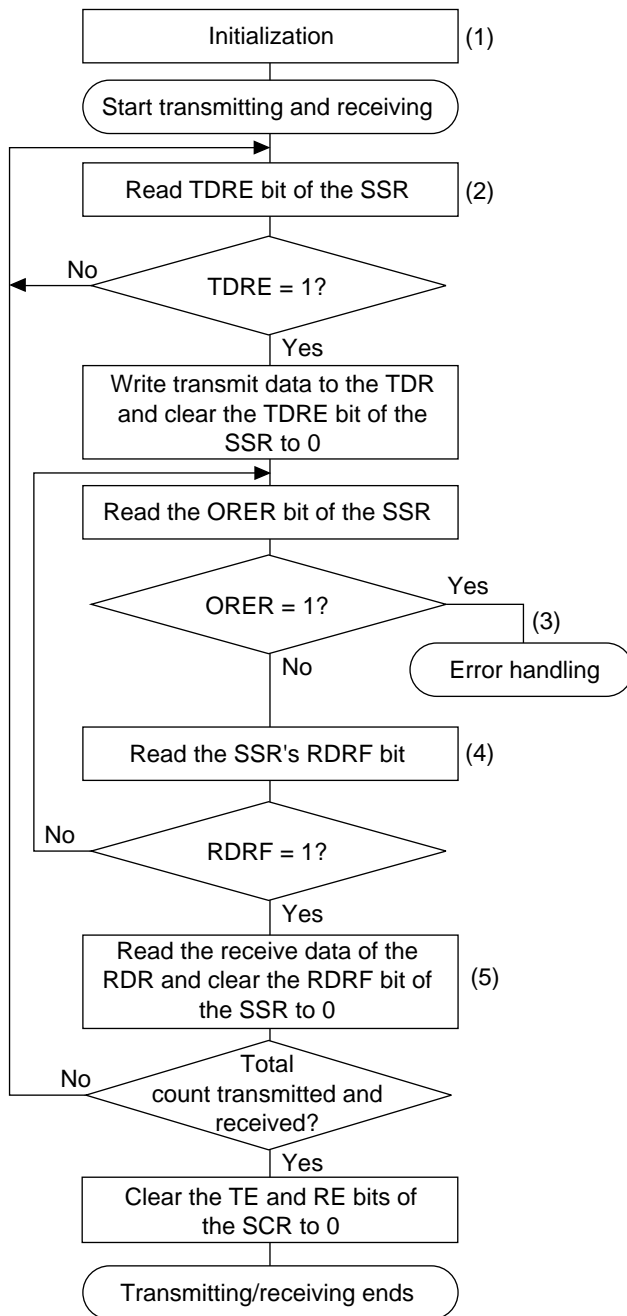 Initialization
(1)
Start transmitting and receiving
Read TDRE bit of the SSR
(2)
No
TDRE = 1?
Yes
Write transmit data to the TDR
and clear the TDRE bit of the
SSR to 0
Read the ORER bit of the SSR
Yes
ORER = 1?
(3)
No
Error handling
Read the SSR's RDRF bit
(4)
No
RDRF = 1?
Yes
Read the receive data of the
RDR and clear the RDRF bit of
the SSR to 0
(5)
Total
No
count transmitted and
received?
Yes
Clear the TE and RE bits of
the SCR to 0
Transmitting/receiving ends